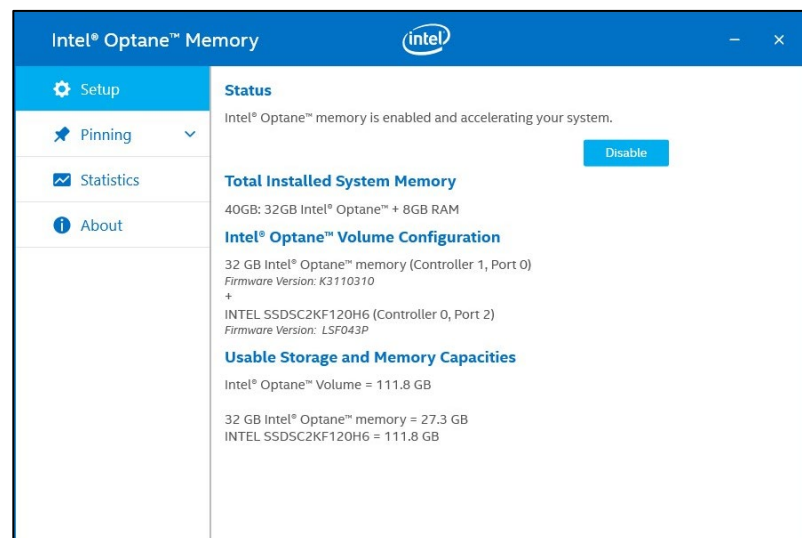 Intel® Optane™ Memory
intel
Setup
Pinning
Statistics
About
Status
Intel® Optane™ memory is enabled and accelerating your system.
Disable
Total Installed System Memory
40GB: 32GB Intel® Optane™ + 8GB RAM
Intel® Optane™ Volume Configuration
32 GB Intel® Optane™ memory (Controller 1, Port 0)
Firmware Version: K3110310
+
INTEL SSDSC2KF120H6 (Controller 0, Port 2)
Firmware Version: LSF043P
Usable Storage and Memory Capacities
Intel® Optane™ Volume = 111.8 GB
32 GB Intel® Optane™ memory = 27.3 GB
INTEL SSDSC2KF120H6 = 111.8 GB